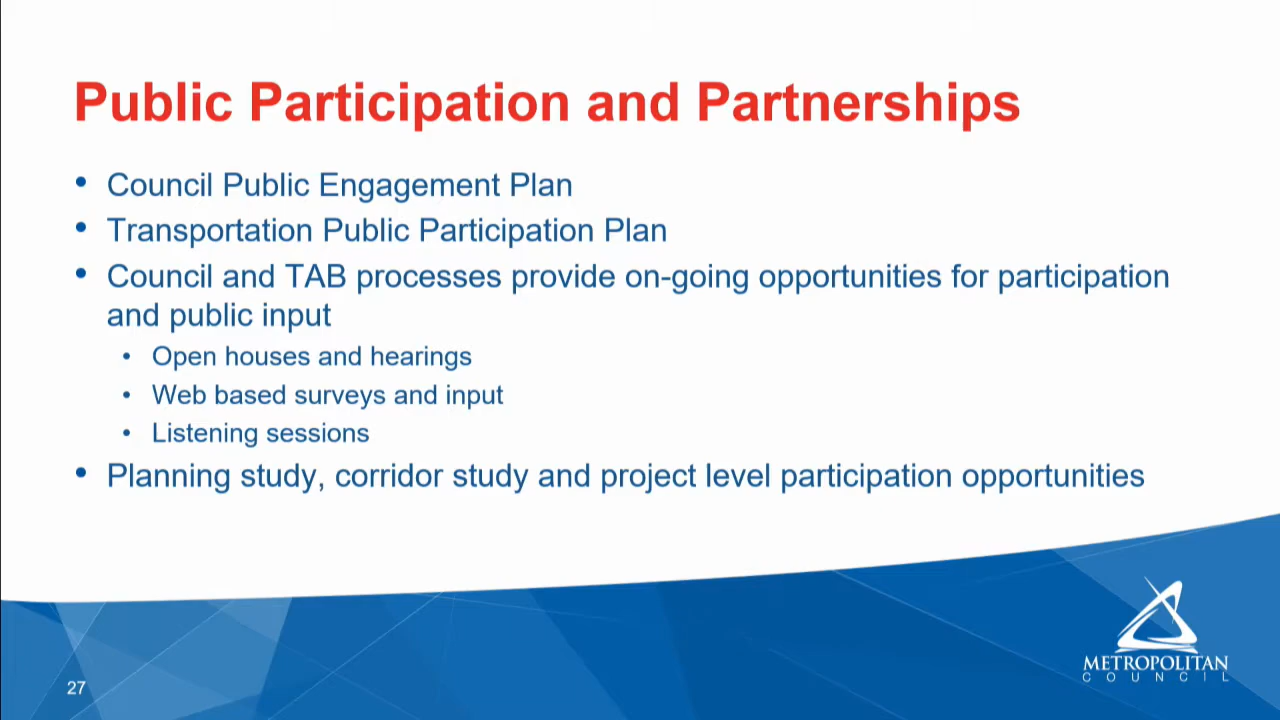 Public Participation and Partnerships
• Council Public Engagement Plan
• Transportation Public Participation Plan
• Council and TAB processes provide on-going opportunities for participation
and public input
• Open houses and hearings
• Web based surveys and input
• Listening sessions
• Planning study, corridor study and project level participation opportunities
27
METROPOLITAN
COUNCIL